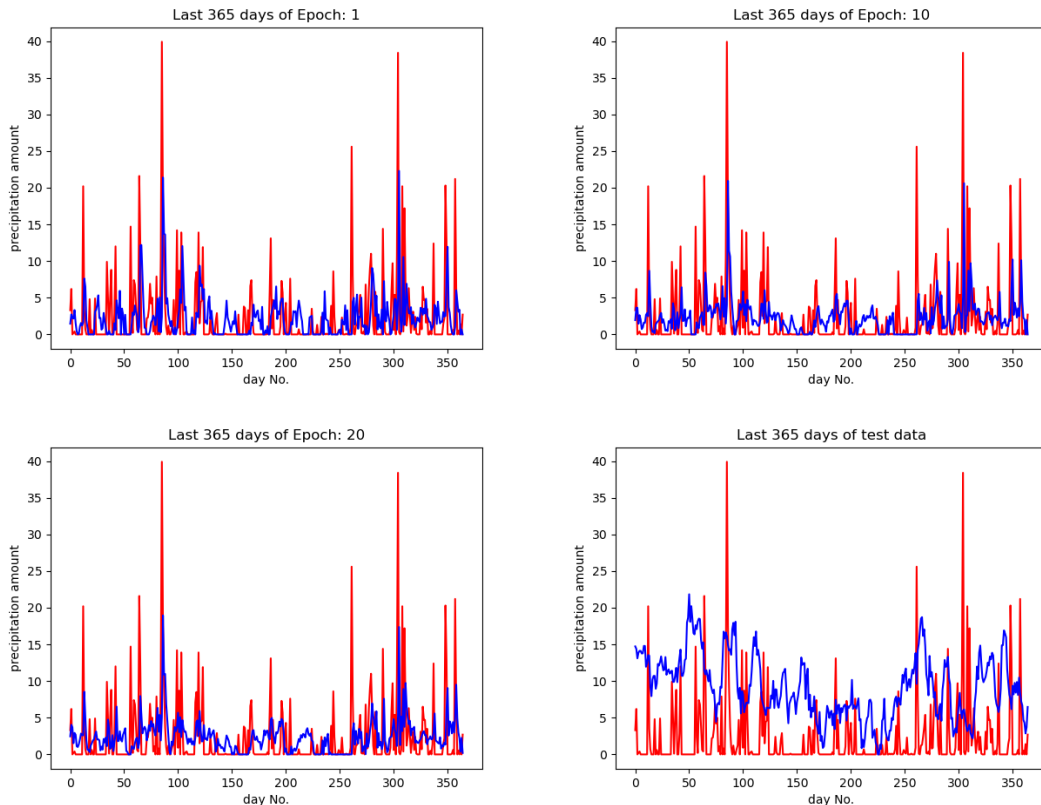 Last 365 days of Epoch: 1
precipitation amount
40
35
30
25
20
15
10
5
0
0 50 100 150 200 250 300 350
day No.
Last 365 days of Epoch: 10
precipitation amount
40
35
30
25
20
15
10
5
0
0 50 100 150 200 250 300 350
day No.
Last 365 days of Epoch: 20
precipitation amount
40
35
30
25
20
15
10
5
0
0 50 100 150 200 250 300 350
day No.
Last 365 days of test data
precipitation amount
40
35
30
25
20
15
10
5
0
0 50 100 150 200 250 300 350
day No.